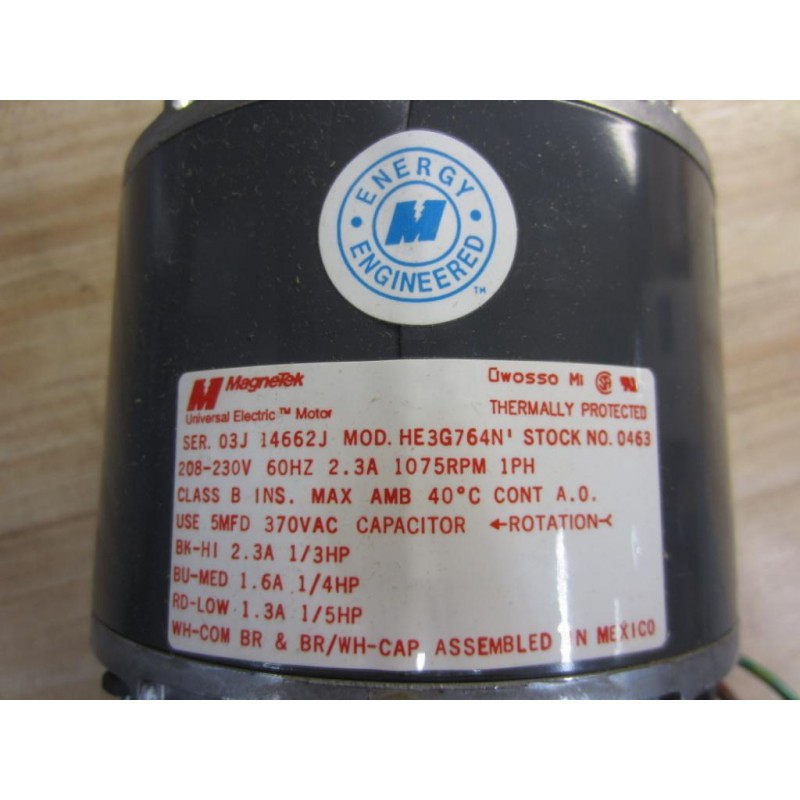 ENERGY
M
ENGINEERED
TM
MagneTek
Owosso MI
Universal Electric™ Motor
THERMALLY PROTECTED
SER. 03J 14662J MOD. HE3G764N' STOCK NO. 0463
208-230V 60HZ 2.3A 1075RPM 1PH
CLASS B INS. MAX AMB 40°C CONT A.O.
USE 5MFD 370VAC CAPACITOR ←ROTATION
BK-HI 2.3A 1/3HP
BU-MED 1.6A 1/4HP
RD-LOW 1.3A 1/5HP
WH-COM BR & BR/WH-CAP ASSEMBLED IN MEXICO